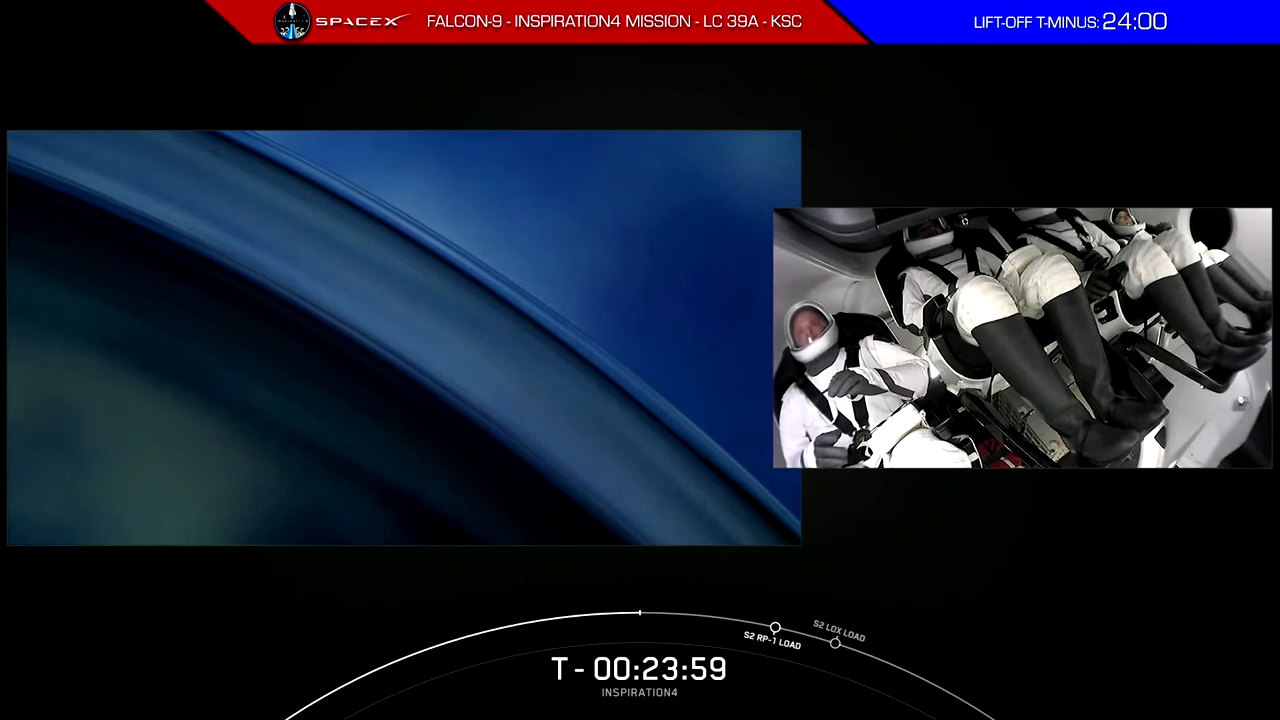 SPACEX
FALCON-9 - INSPIRATION4 MISSION - LC 39A - KSC
LIFT-OFF T-MINUS: 24:00
S2 RP-1 LOAD
S2 LOX LOAD
T - 00:23:59
INSPIRATION4